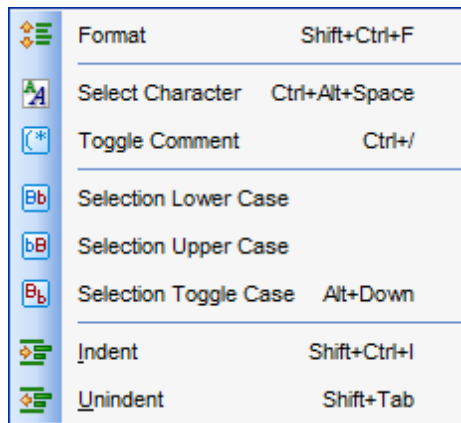 Format Shift+Ctrl+F
Select Character Ctrl+Alt+Space
Toggle Comment Ctrl+/
Selection Lower Case
Selection Upper Case
Selection Toggle Case Alt+Down
Indent Shift+Ctrl+I
Unindent Shift+Tab